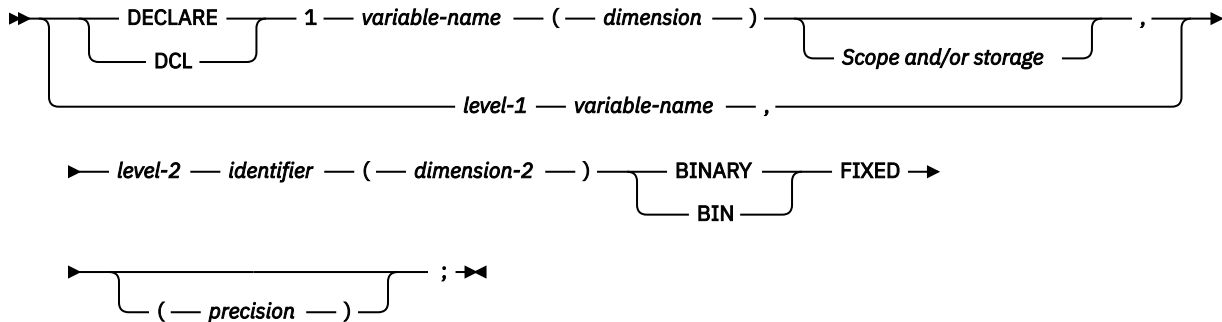 DECLARE 1 variable-name ( dimension ) ,
DCL Scope and/or storage
level-1 variable-name ,
level-2 identifier ( dimension-2 ) BINARY FIXED
BIN
;
( precision )